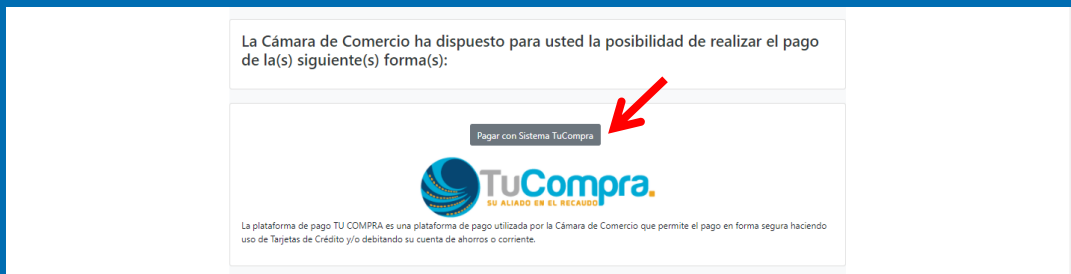 La Cámara de Comercio ha dispuesto para usted la posibilidad de realizar el pago
de la(s) siguiente(s) forma(s):
Pagar con Sistema TuCompra
TuCompra.
SU ALIADO EN EL RECAUDO
La plataforma de pago TU COMPRA es una plataforma de pago utilizada por la Cámara de Comercio que permite el pago en forma segura haciendo
uso de Tarjetas de Crédito y/o debitando su cuenta de ahorros o corriente.